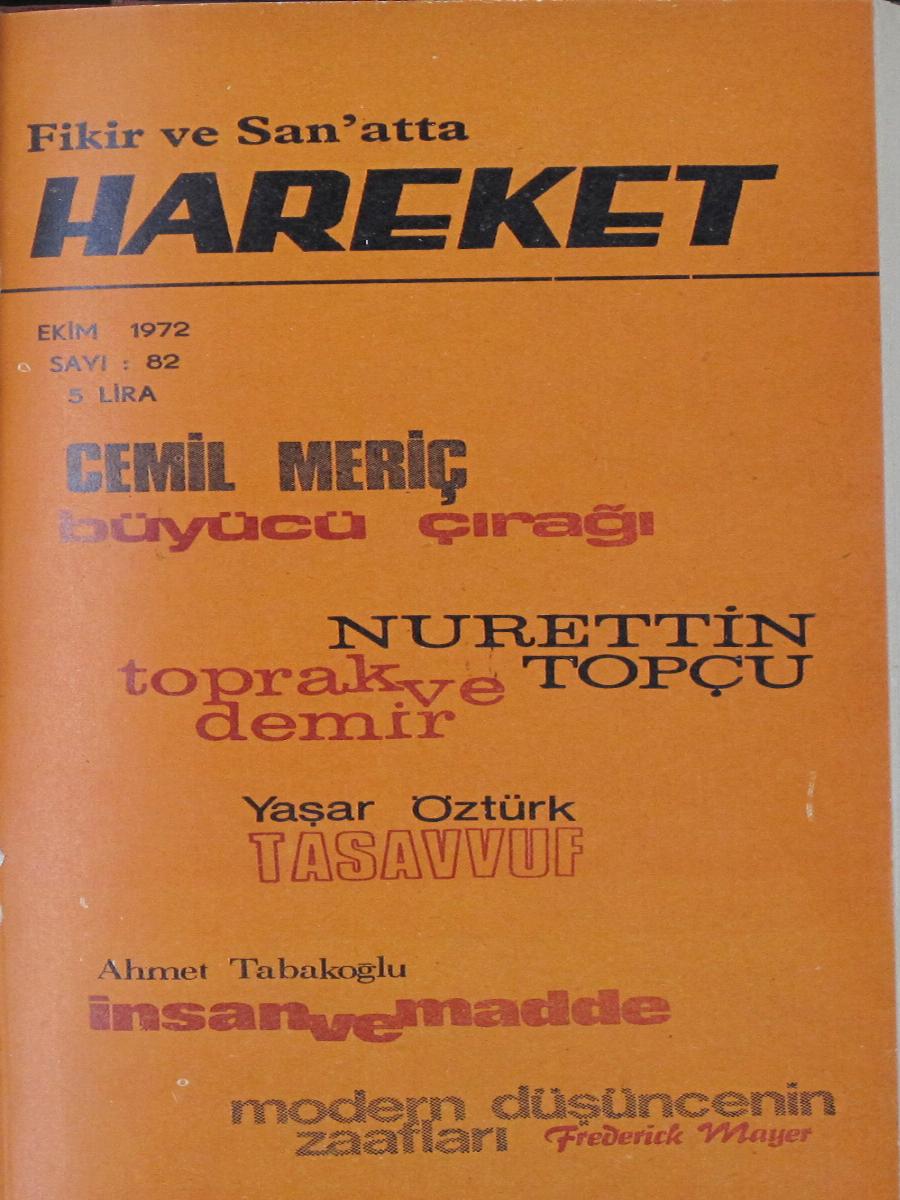 Fikir ve San'atta
HAREKET
EKİM 1972
SAYI : 82
5 LİRA
CEMİL MERİÇ
büyücü çırağı
NURETTİN
TOPÇU
toprak ve
demir
Yaşar Öztürk
TASAVVUF
Ahmet Tabakoğlu
insan ve madde
modern düşüncenin
zaafları Frederick Mayer